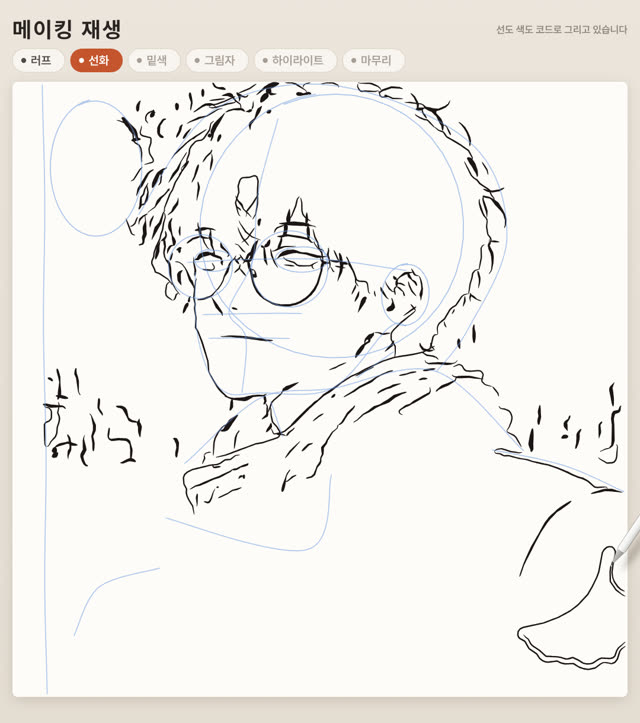 메이킹 재생
선도 색도 코드로 그리고 있습니다
러프
선화
밑색
그림자
하이라이트
마무리